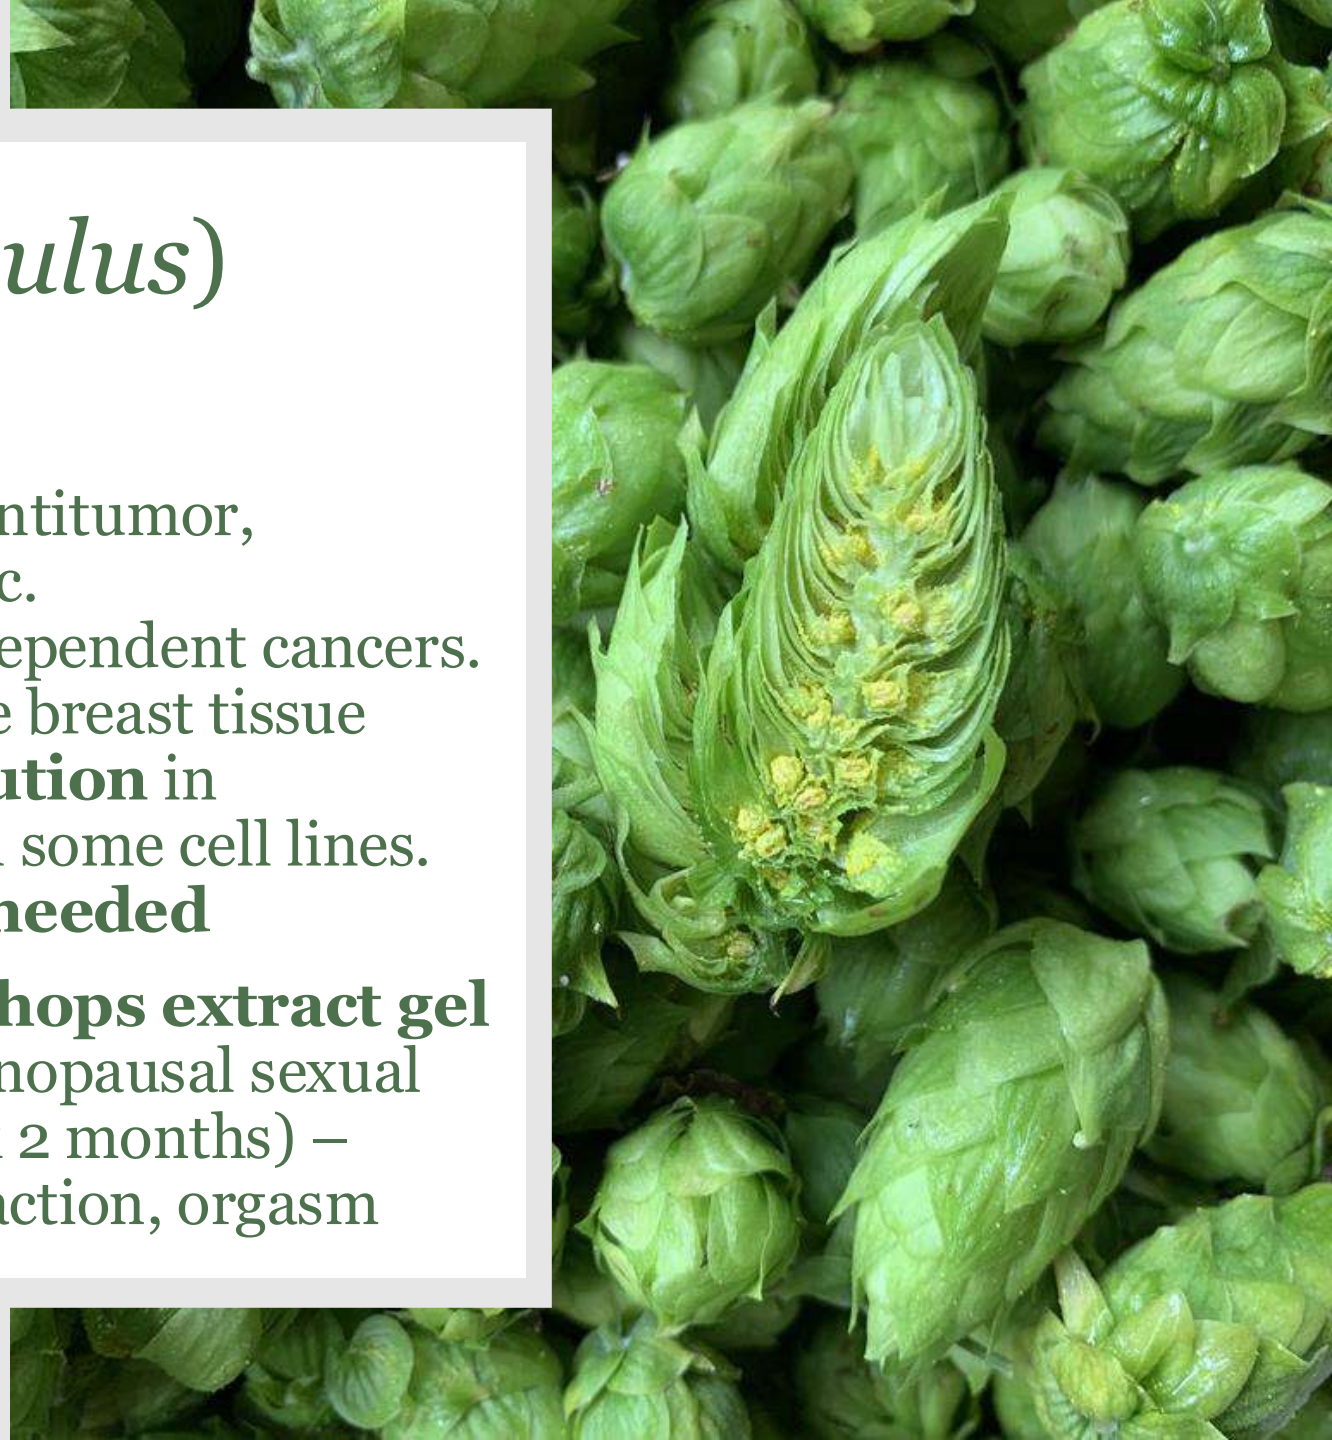 ulus)
ntitumor,
c.
ependent cancers.
e breast tissue
ution in
some cell lines.
needed
hops extract gel
nopausal sexual
2 months) –
action, orgasm